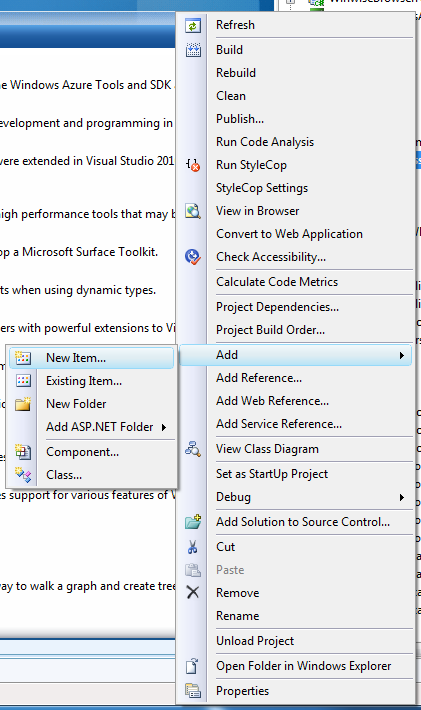 Refresh
Build
Rebuild
Clean
Publish...
Run Code Analysis
Run StyleCop
StyleCop Settings
View in Browser
Convert to Web Application
Check Accessibility...
Calculate Code Metrics
Project Dependencies...
Project Build Order...
Add
Add Reference...
Add Web Reference...
Add Service Reference...
View Class Diagram
Set as StartUp Project
Debug
Add Solution to Source Control...
Cut
Paste
Remove
Rename
Unload Project
Open Folder in Windows Explorer
Properties
New Item...
Existing Item...
New Folder
Add ASP.NET Folder
Component...
Class...
e Windows Azure Tools and SDK
evelopment and programming in
were extended in Visual Studio 201
high performance tools that may b
op a Microsoft Surface Toolkit.
ts when using dynamic types.
ers with powerful extensions to Vi
es support for various features of V
way to walk a graph and create tree